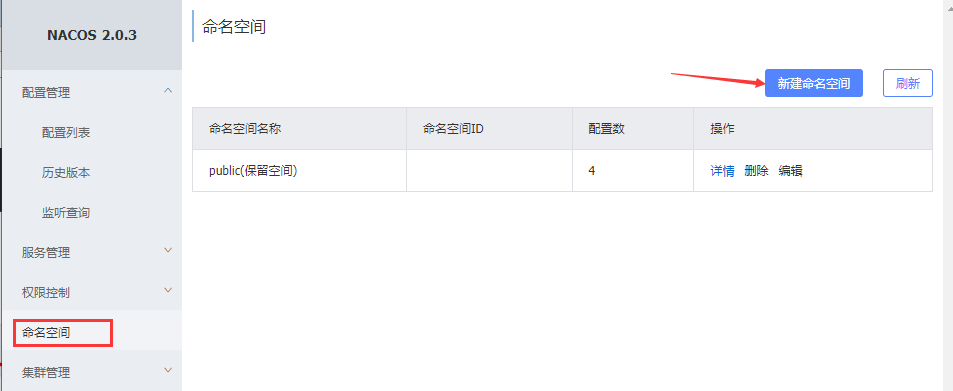 NACOS 2.0.3
配置管理
配置列表
历史版本
监听查询
服务管理
权限控制
命名空间
集群管理
命名空间
新建命名空间 刷新
命名空间名称 命名空间ID 配置数 操作
public(保留空间) 4 详情 删除 编辑